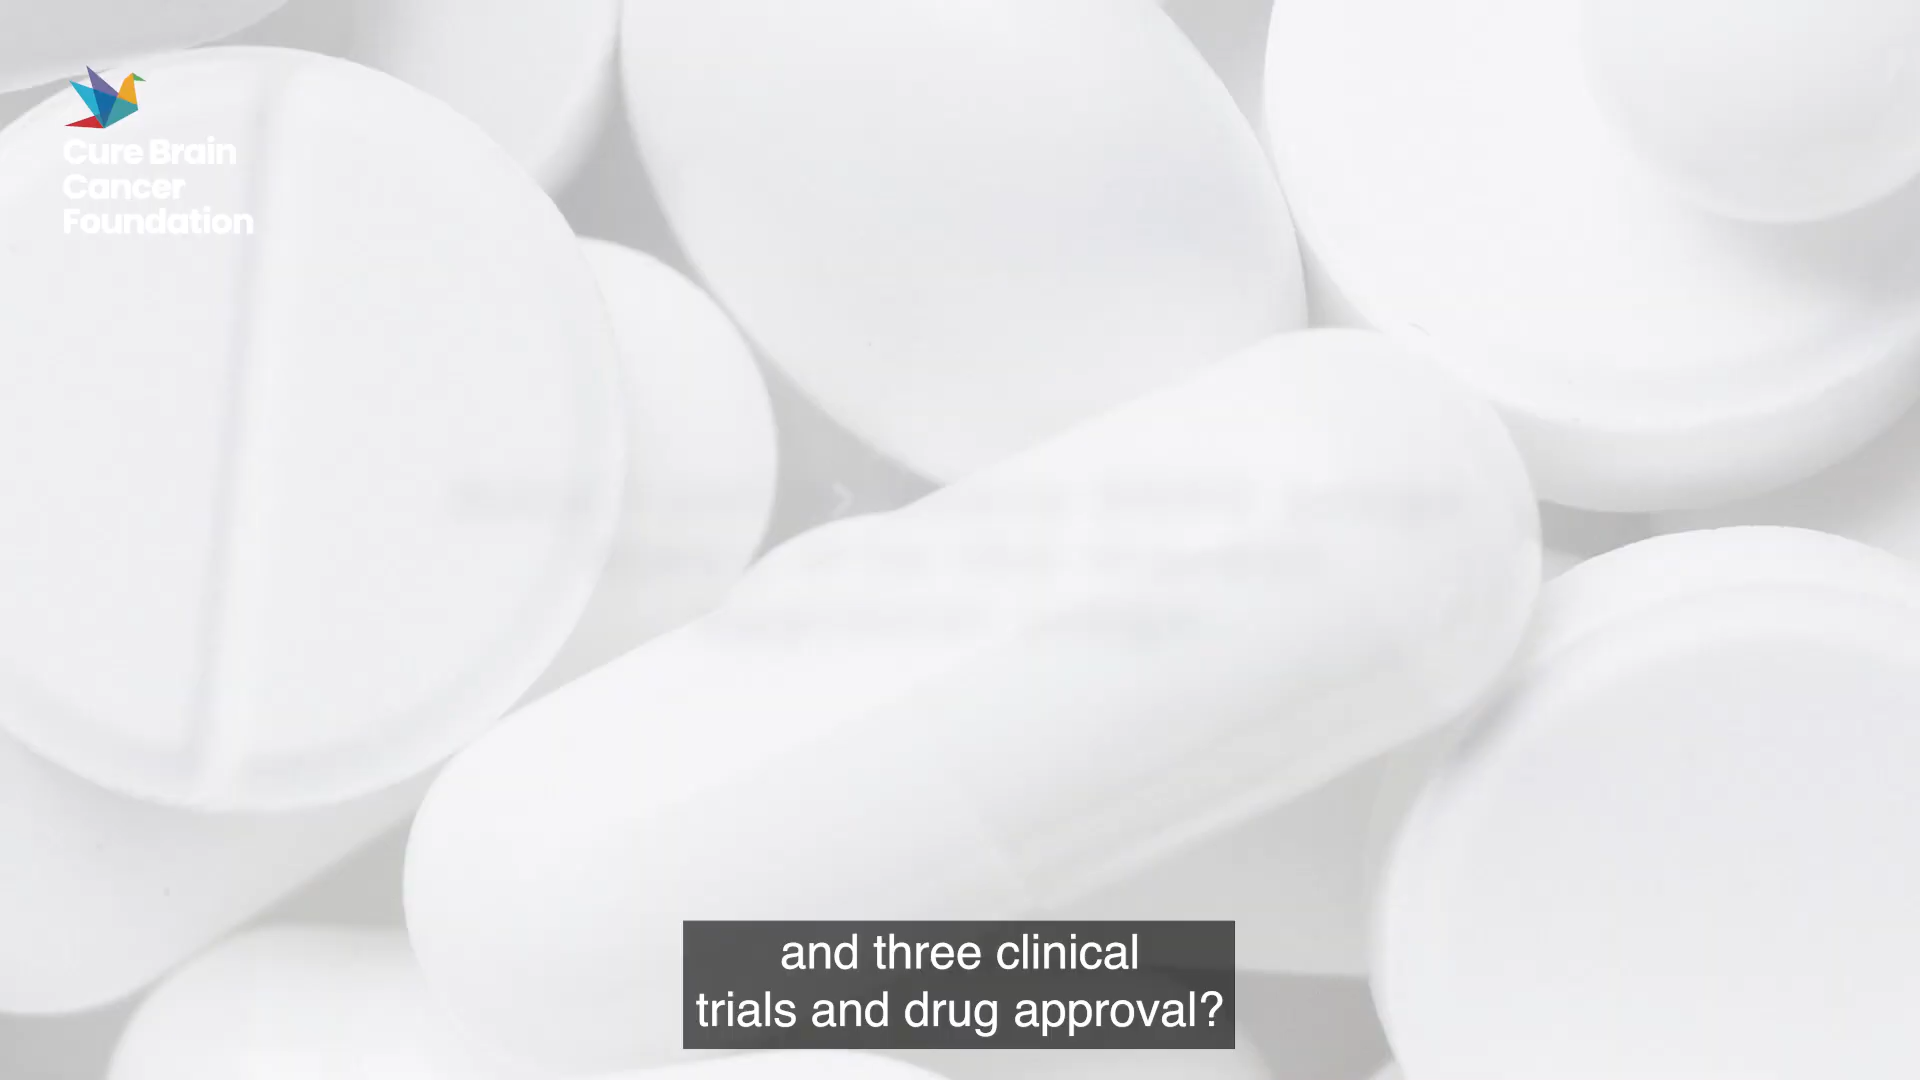 Cure Brain
Cancer
Foundation
and three clinical
trials and drug approval?